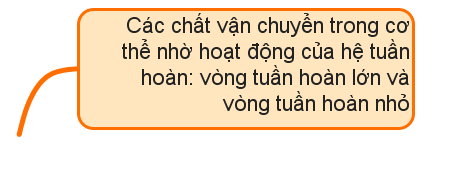 Các chất vận chuyển trong cơ
thể nhờ hoạt động của hệ tuần
hoàn: vòng tuần hoàn lớn và
vòng tuần hoàn nhỏ